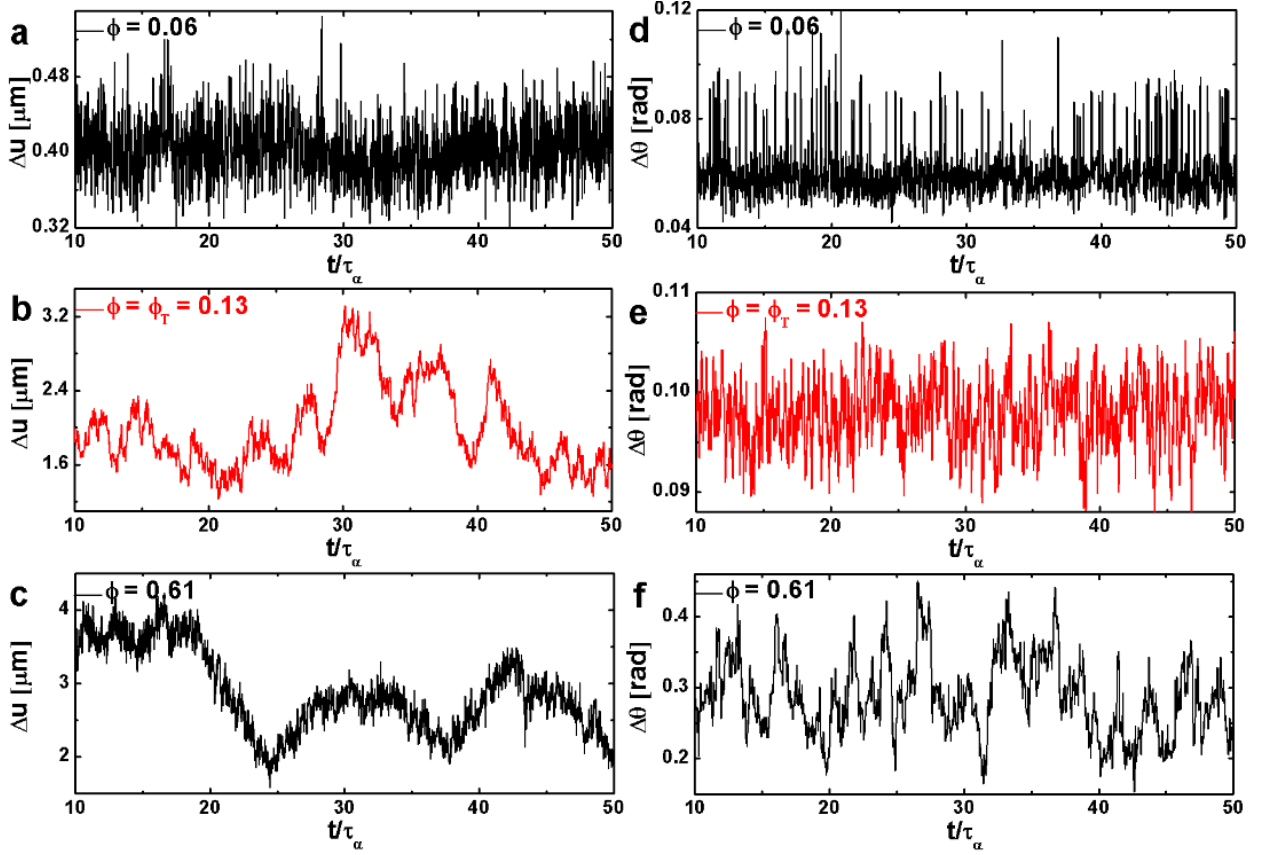 a
φ = 0.06
Δu [μm]
0.48
0.40
0.32
10 20 30 40 50
t/τα
d
φ = 0.06
Δθ [rad]
0.12
0.08
0.04
10 20 30 40 50
t/τα
b
φ = φT = 0.13
Δu [μm]
3.2
2.4
1.6
10 20 30 40 50
t/τα
e
φ = φT = 0.13
Δθ [rad]
0.11
0.10
0.09
10 20 30 40 50
t/τα
c
φ = 0.61
Δu [μm]
4
3
2
10 20 30 40 50
t/τα
f
φ = 0.61
Δθ [rad]
0.4
0.3
0.2
10 20 30 40 50
t/τα